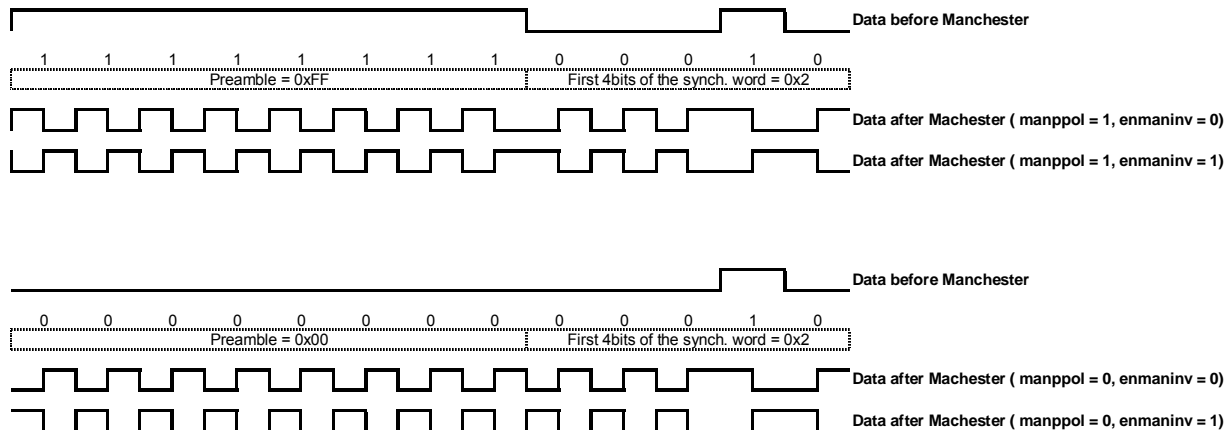 Data before Manchester
1 1 1 1 1 1 1 1 0 0 0 1 0
Preamble = 0xFF First 4bits of the synch. word = 0x2
Data after Machester ( manppol = 1, enmaninv = 0)
Data after Machester ( manppol = 1, enmaninv = 1)
Data before Manchester
0 0 0 0 0 0 0 0 0 0 0 1 0
Preamble = 0x00 First 4bits of the synch. word = 0x2
Data after Machester ( manppol = 0, enmaninv = 0)
Data after Machester ( manppol = 0, enmaninv = 1)